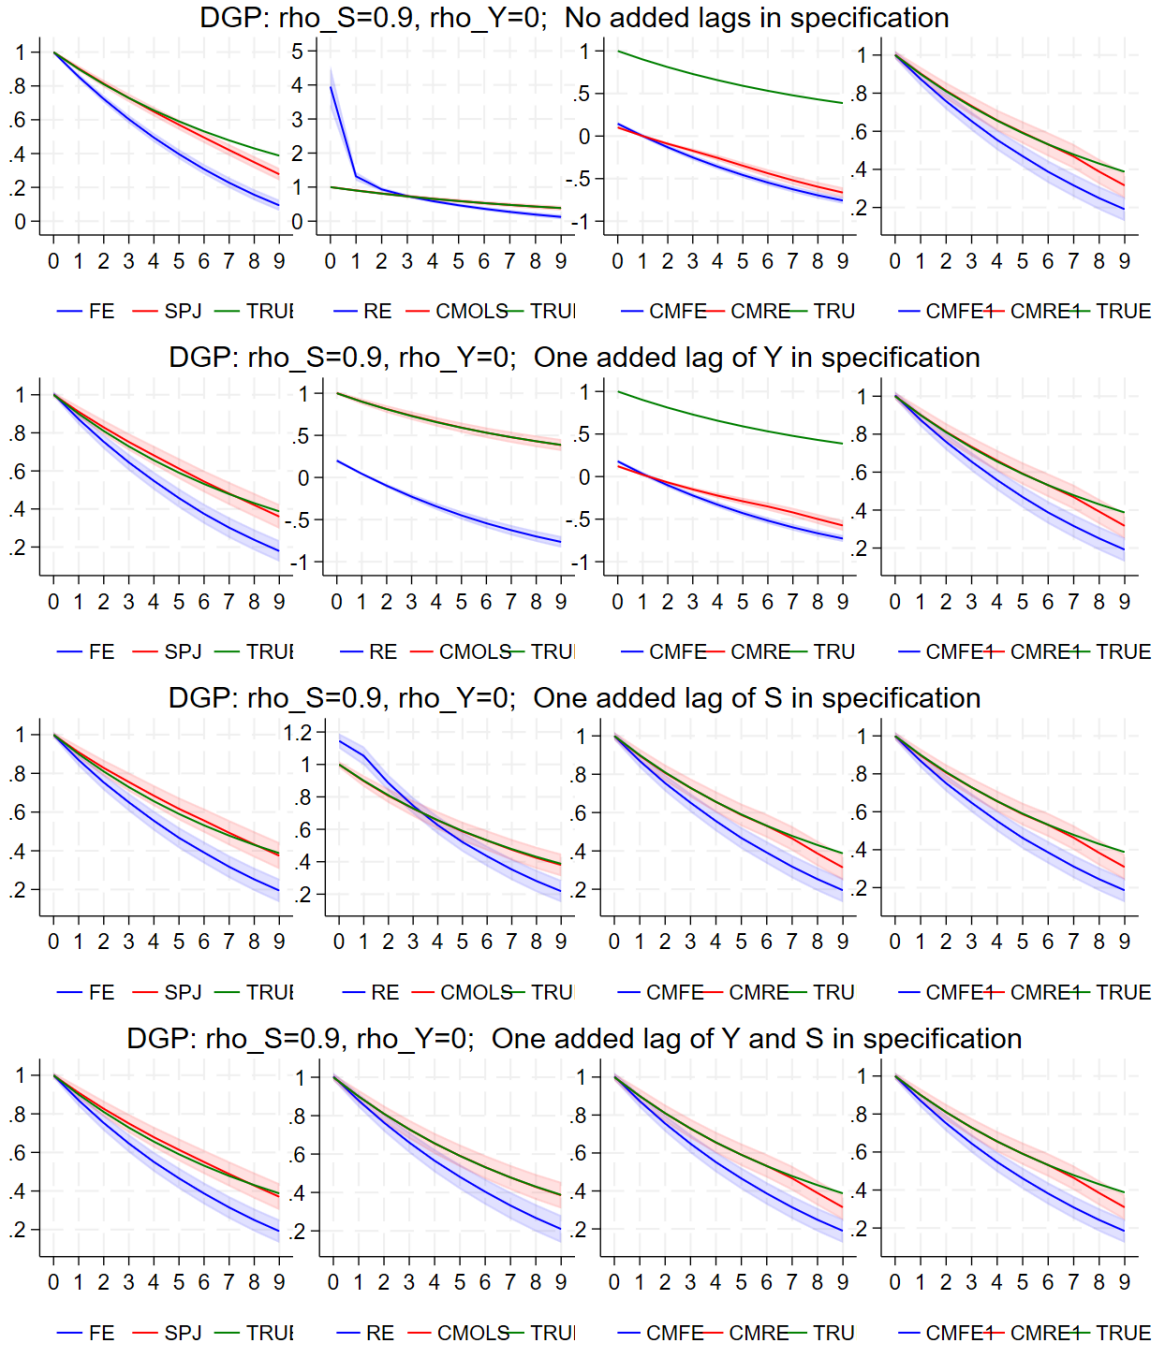 DGP: rho_S=0.9, rho_Y=0; No added lags in specification
1 .8 .6 .4 .2 0
5 4 3 2 1 0
1 .5 0 -.5 -1
1 .8 .6 .4 .2
0 1 2 3 4 5 6 7 8 9 0 1 2 3 4 5 6 7 8 9 0 1 2 3 4 5 6 7 8 9 0 1 2 3 4 5 6 7 8 9
FE SPJ TRUE RE CMOLS TRUI CMFE CMRE TRU CMFE1 CMRE1 TRUE
DGP: rho_S=0.9, rho_Y=0; One added lag of Y in specification
1 .8 .6 .4 .2
1 .5 0 -.5 -1
1 .5 0 -.5 -1
1 .8 .6 .4 .2
0 1 2 3 4 5 6 7 8 9 0 1 2 3 4 5 6 7 8 9 0 1 2 3 4 5 6 7 8 9 0 1 2 3 4 5 6 7 8 9
FE SPJ TRUE RE CMOLS TRUI CMFE CMRE TRU CMFE1 CMRE1 TRUE
DGP: rho_S=0.9, rho_Y=0; One added lag of S in specification
1 .8 .6 .4 .2
1.2 1 .8 .6 .4 .2
1 .8 .6 .4 .2
1 .8 .6 .4 .2
0 1 2 3 4 5 6 7 8 9 0 1 2 3 4 5 6 7 8 9 0 1 2 3 4 5 6 7 8 9 0 1 2 3 4 5 6 7 8 9
FE SPJ TRUE RE CMOLS TRUI CMFE CMRE TRU CMFE1 CMRE1 TRUE
DGP: rho_S=0.9, rho_Y=0; One added lag of Y and S in specification
1 .8 .6 .4 .2
1 .8 .6 .4 .2
1 .8 .6 .4 .2
1 .8 .6 .4 .2
0 1 2 3 4 5 6 7 8 9 0 1 2 3 4 5 6 7 8 9 0 1 2 3 4 5 6 7 8 9 0 1 2 3 4 5 6 7 8 9
FE SPJ TRUE RE CMOLS TRUI CMFE CMRE TRU CMFE1 CMRE1 TRUE